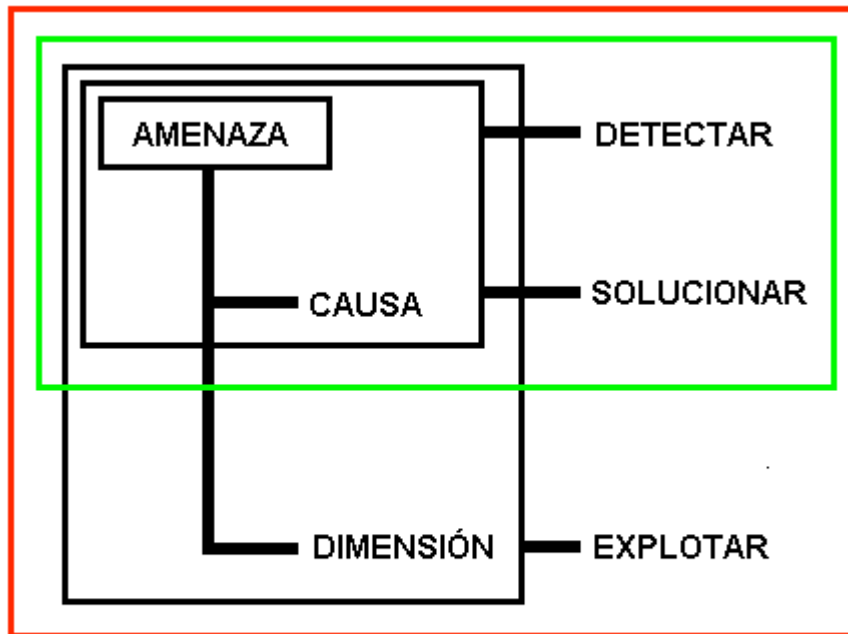 AMENAZA
DETECTAR
CAUSA
SOLUCIONAR
DIMENSIÓN
EXPLOTAR